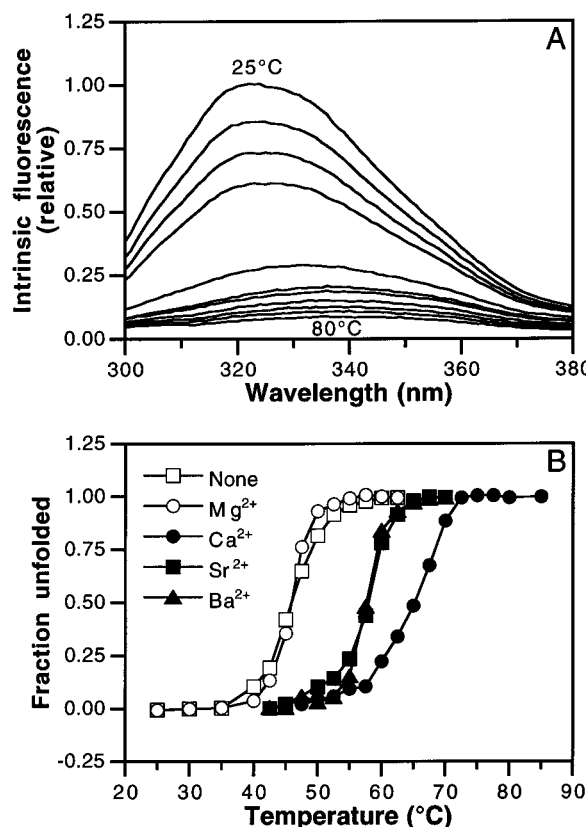 A
25°C
80°C
Intrinsic fluorescence
(relative)
1.25
1.00
0.75
0.50
0.25
0.00
300 320 340 360 380
Wavelength (nm)
B
None
Mg²⁺
Ca²⁺
Sr²⁺
Ba²⁺
Fraction unfolded
1.25
1.00
0.75
0.50
0.25
0.00
-0.25
20 30 40 50 60 70 80 90
Temperature (°C)